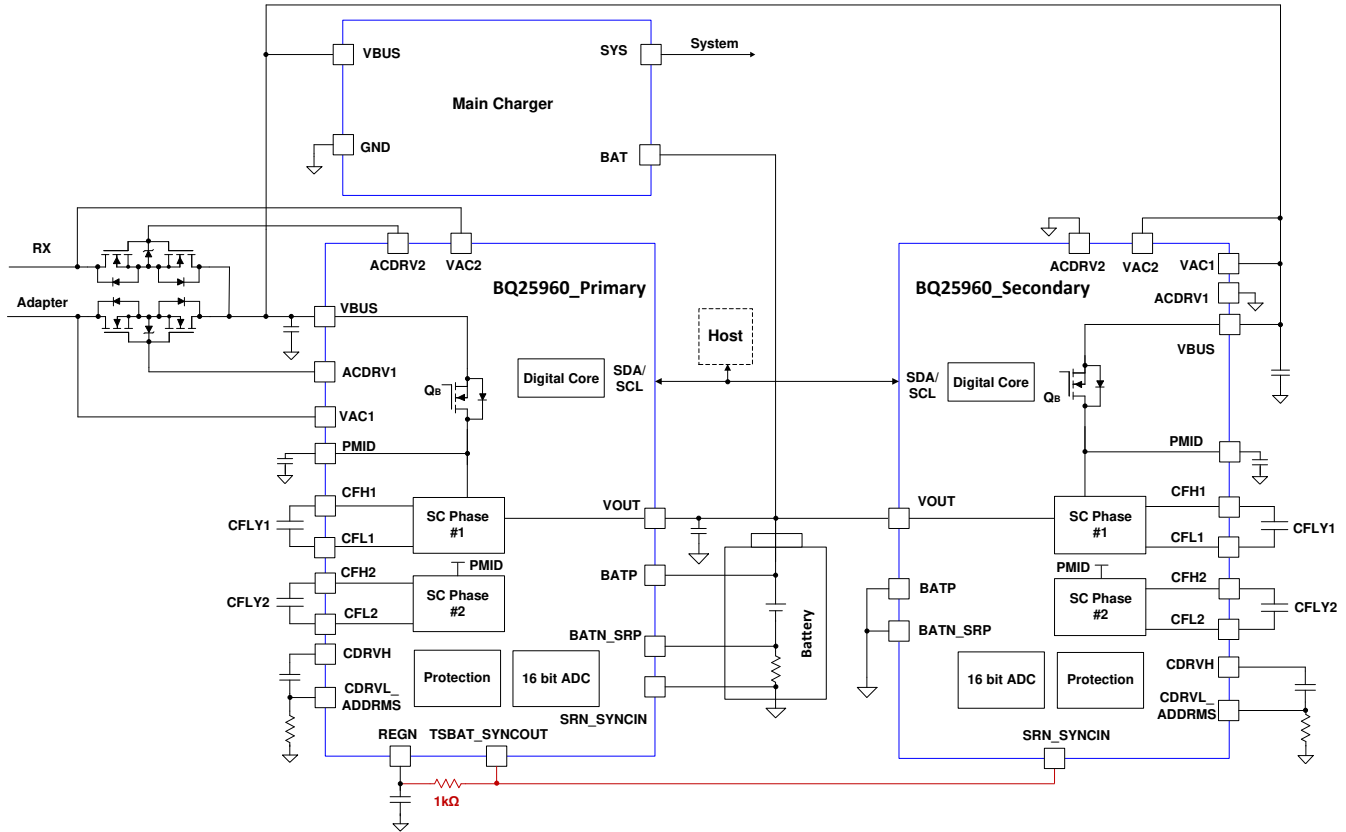 VBUS
SYS
System
Main Charger
GND
BAT
RX
Adapter
ACDRV2
VAC2
BQ25960_Primary
VBUS
ACDRV1
VAC1
PMID
QB
Digital Core
SDA/
SCL
Host
CFH1
CFLY1
CFL1
SC Phase
#1
VOUT
CFH2
CFLY2
CFL2
PMID
SC Phase
#2
BATP
BATN_SRP
CDRVH
CDRVL_
ADDRMS
Protection
16 bit ADC
SRN_SYNCIN
REGN
TSBAT_SYNCOUT
1kΩ
Battery
ACDRV2
VAC2
VAC1
BQ25960_Secondary
ACDRV1
VBUS
SDA/
SCL
Digital Core
QB
PMID
VOUT
SC Phase
#1
CFH1
CFLY1
CFL1
PMID
SC Phase
#2
CFH2
CFLY2
CFL2
BATP
BATN_SRP
16 bit ADC
Protection
CDRVH
CDRVL_
ADDRMS
SRN_SYNCIN